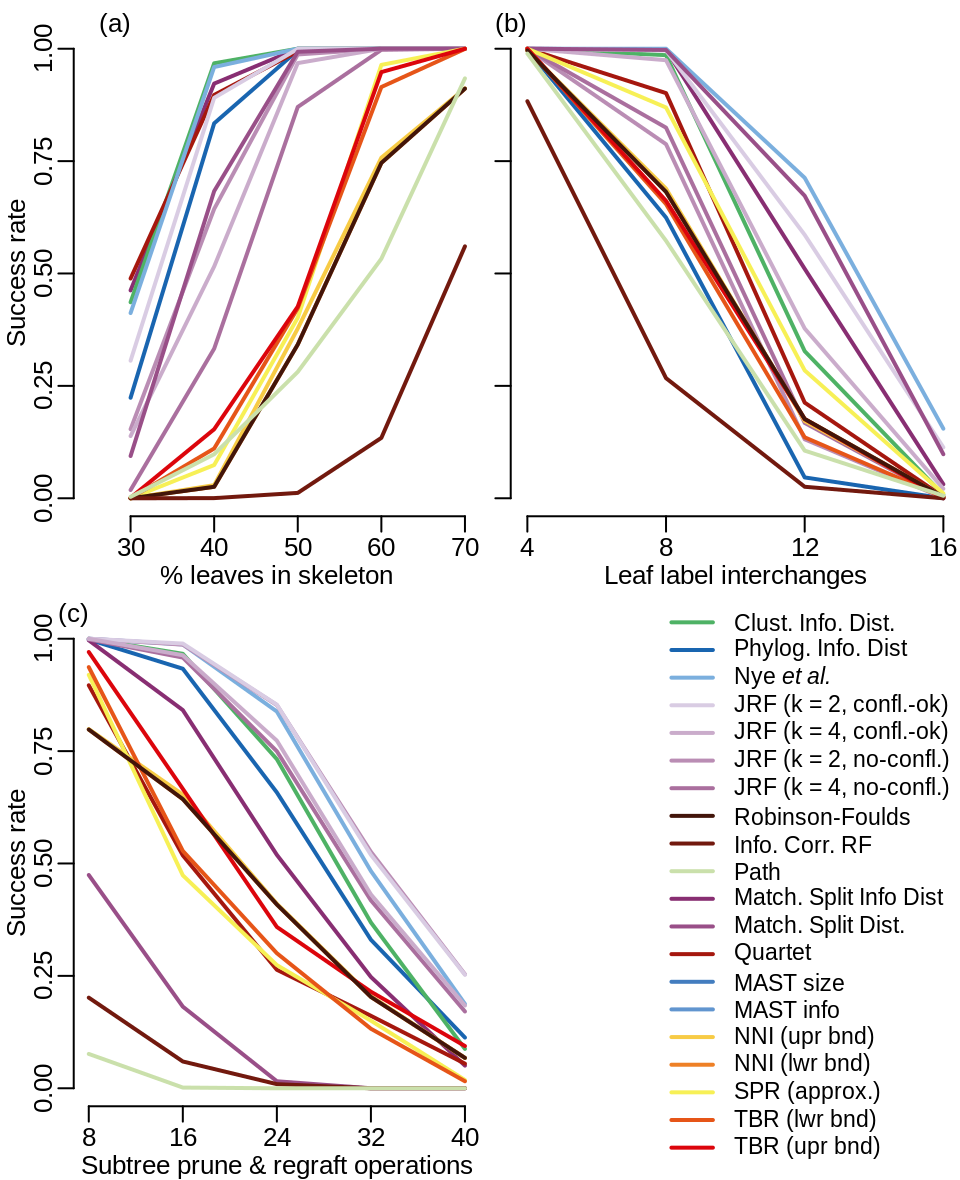 (a)
Success rate
0.00 0.25 0.50 0.75 1.00
30 40 50 60 70
% leaves in skeleton
(b)
4 8 12 16
Leaf label interchanges
(c)
Success rate
0.00 0.25 0.50 0.75 1.00
8 16 24 32 40
Subtree prune & regraft operations
Clust. Info. Dist.
Phylog. Info. Dist
Nye et al.
JRF (k = 2, confl.-ok)
JRF (k = 4, confl.-ok)
JRF (k = 2, no-confl.)
JRF (k = 4, no-confl.)
Robinson-Foulds
Info. Corr. RF
Path
Match. Split Info Dist
Match. Split Dist.
Quartet
MAST size
MAST info
NNI (upr bnd)
NNI (lwr bnd)
SPR (approx.)
TBR (lwr bnd)
TBR (upr bnd)